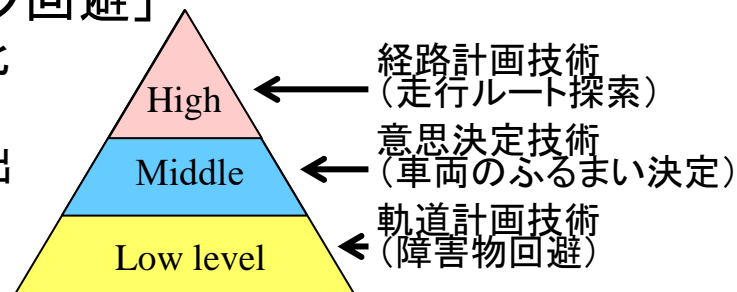 回避」
High
経路計画技術
(走行ルート探索)
出
Middle
意思決定技術
(車両のふるまい決定)
Low level
軌道計画技術
(障害物回避)